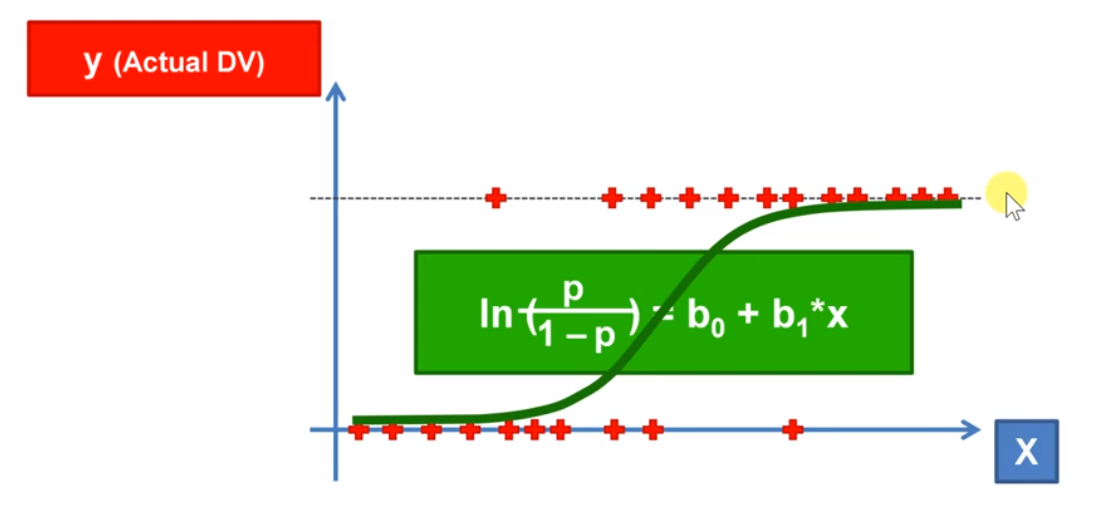 y (Actual DV)
ln (p / 1 – p) = b₀ + b₁*x
X